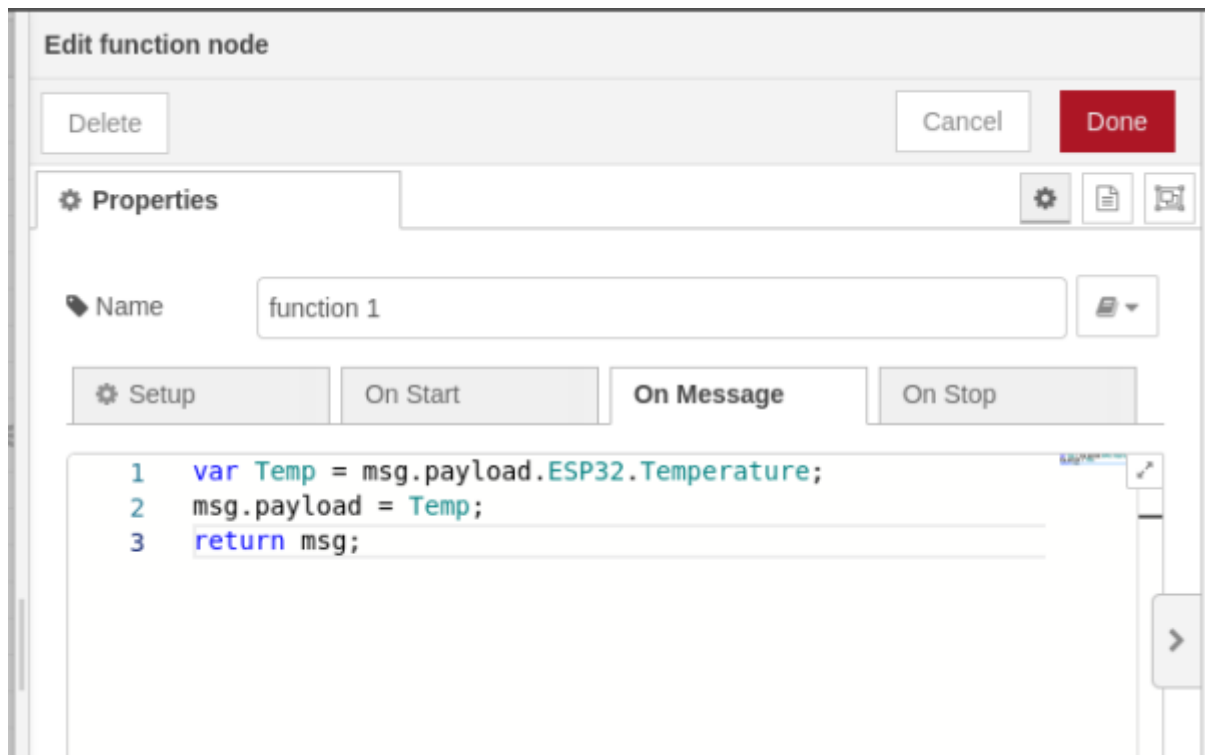 Edit function node
Delete Cancel Done
Properties
Name function 1
Setup On Start On Message On Stop
1 var Temp = msg.payload.ESP32.Temperature;
2 msg.payload = Temp;
3 return msg;